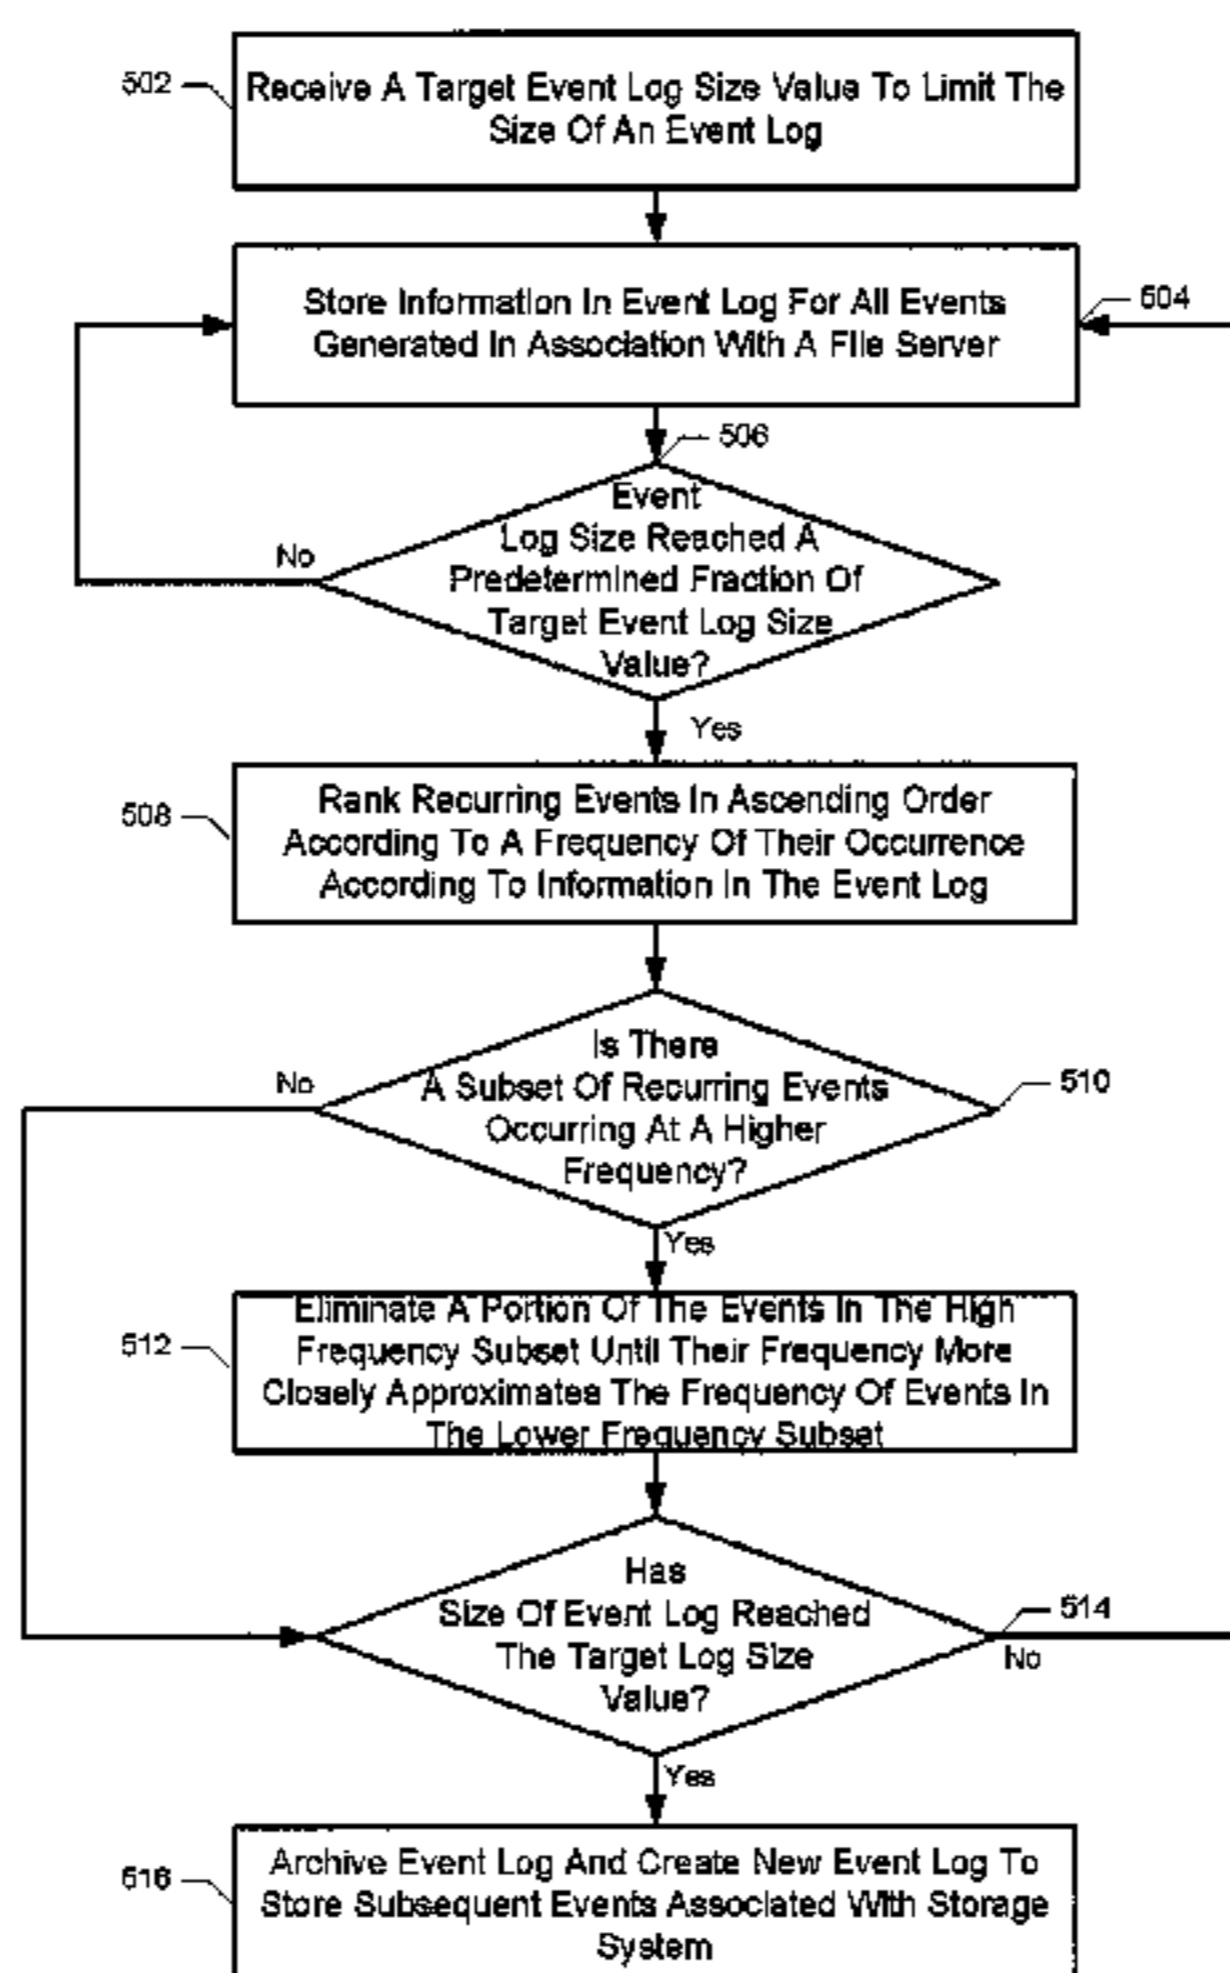 502
Receive A Target Event Log Size Value To Limit The
Size Of An Event Log
Store Information In Event Log For All Events
Generated In Association With A File Server
504
506
Event
Log Size Reached A
Predetermined Fraction Of
Target Event Log Size
Value?
No
Yes
508
Rank Recurring Events In Ascending Order
According To A Frequency Of Their Occurrence
According To Information In The Event Log
Is There
A Subset Of Recurring Events
Occurring At A Higher
Frequency?
No
510
Yes
512
Eliminate A Portion Of The Events In The High
Frequency Subset Until Their Frequency More
Closely Approximates The Frequency Of Events In
The Lower Frequency Subset
Has
Size Of Event Log Reached
The Target Log Size
Value?
514
No
Yes
516
Archive Event Log And Create New Event Log To
Store Subsequent Events Associated With Storage
System